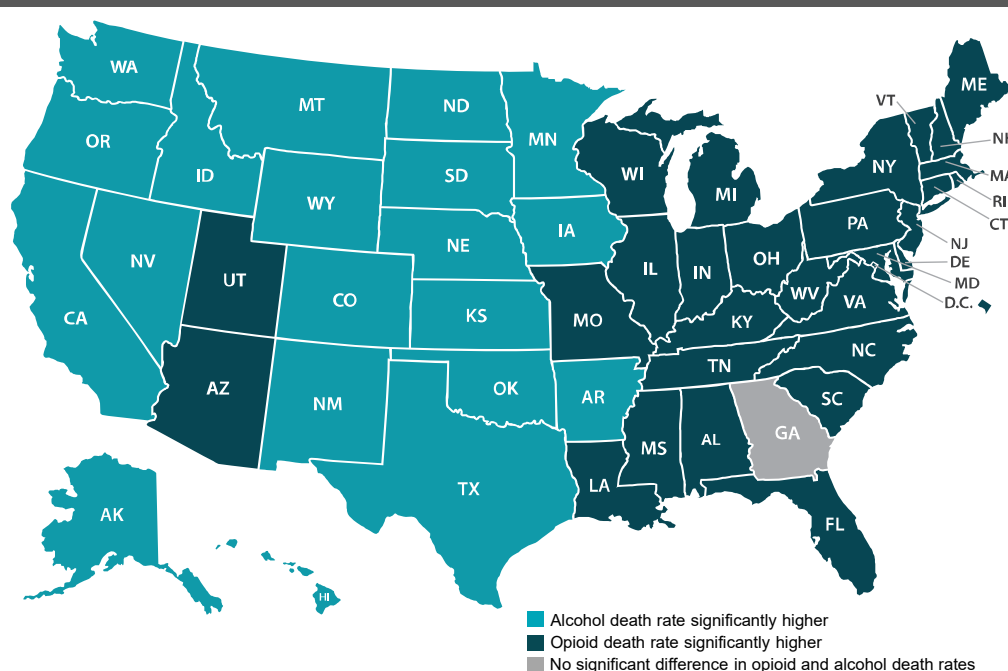 WA
MT
ND
MN
OR
ID
SD
WY
NE
IA
NV
UT
CO
CA
KS
AZ
NM
OK
AR
TX
AK
HI
WI
MI
IL
IN
OH
MO
KY
WV
VA
PA
NY
VT
ME
NH
MA
RI
CT
NJ
DE
MD
D.C.
TN
NC
SC
MS
AL
GA
LA
FL
Alcohol death rate significantly higher
Opioid death rate significantly higher
No significant difference in opioid and alcohol death rates